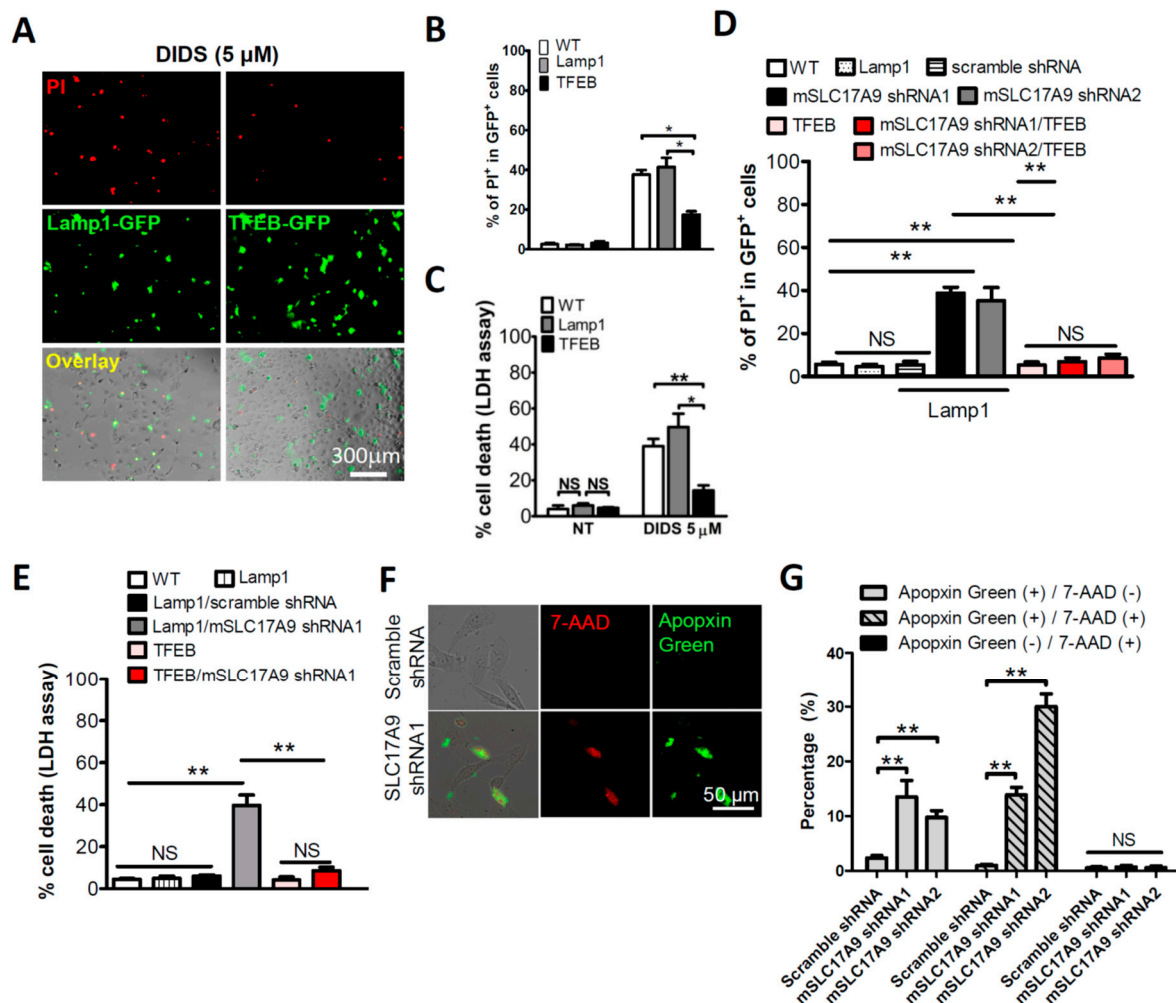 A
DIDS (5 μM)
PI
Lamp1-GFP
TFEB-GFP
Overlay
300μm
B
WT
Lamp1
TFEB
% of PI⁺ in GFP⁺ cells
100
80
60
40
20
0
*
*
C
WT
Lamp1
TFEB
% cell death (LDH assay)
100
80
60
40
20
0
NS NS
**
*
NT
DIDS 5 μM
D
WT Lamp1 scramble shRNA
mSLC17A9 shRNA1 mSLC17A9 shRNA2
TFEB mSLC17A9 shRNA1/TFEB
mSLC17A9 shRNA2/TFEB
% of PI⁺ in GFP⁺ cells
100
80
60
40
20
0
**
**
**
**
NS
NS
Lamp1
E
WT Lamp1
Lamp1/scramble shRNA
Lamp1/mSLC17A9 shRNA1
TFEB
TFEB/mSLC17A9 shRNA1
% cell death (LDH assay)
100
80
60
40
20
0
**
**
NS
NS
F
Scramble
shRNA
SLC17A9
shRNA1
7-AAD
Apopxin
Green
50 μm
G
Apopxin Green (+) / 7-AAD (-)
Apopxin Green (+) / 7-AAD (+)
Apopxin Green (-) / 7-AAD (+)
Percentage (%)
40
30
20
10
0
**
**
**
**
NS
Scramble shRNA
mSLC17A9 shRNA1
mSLC17A9 shRNA2
Scramble shRNA
mSLC17A9 shRNA1
mSLC17A9 shRNA2
Scramble shRNA
mSLC17A9 shRNA1
mSLC17A9 shRNA2